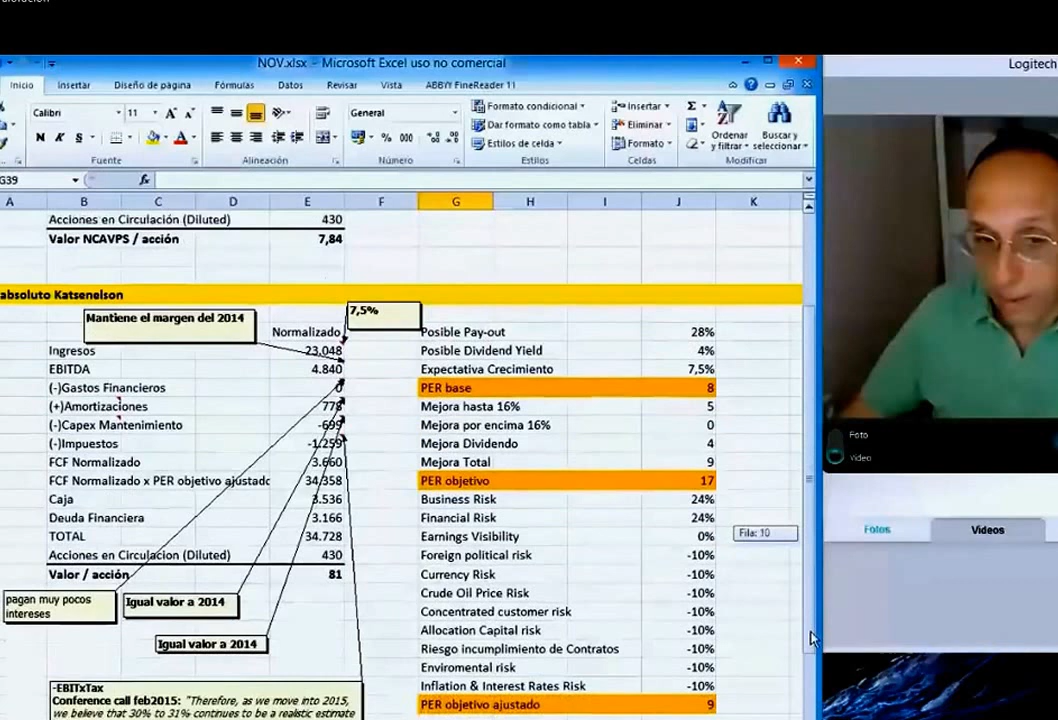 NOV.xlsx - Microsoft Excel uso no comercial
Logitech
Inicio Insertar Diseño de página Fórmulas Datos Revisar Vista ABBYY FineReader 11
Calibri 11 General Formato condicional Insertar
N K S % 000 Dar formato como tabla Eliminar
Estilos de celda Formato
Ordenar y filtrar
Buscar y seleccionar
Fuente Alineación Número Estilos Celdas Modificar
G39 fx
A B C D E F G H I J K
Acciones en Circulación (Diluted) 430
Valor NCAVPS / acción 7,84
absoluto Katsenelson
Mantiene el margen del 2014
7,5%
Normalizado Posible Pay-out 28%
Ingresos 23.048 Posible Dividend Yield 4%
EBITDA 4.840 Expectativa Crecimiento 7,5%
(-)Gastos Financieros 0 PER base 8
(+)Amortizaciones 778 Mejora hasta 16% 5
(-)Capex Mantenimiento -699 Mejora por encima 16% 0
(-)Impuestos -1.259 Mejora Dividendo 4
FCF Normalizado 3.660 Mejora Total 9
FCF Normalizado x PER objetivo ajustado 34.358 PER objetivo 17
Caja 3.536 Business Risk 24%
Deuda Financiera 3.166 Financial Risk 24%
TOTAL 34.728 Earnings Visibility 0%
Acciones en Circulacion (Diluted) 430 Foreign political risk -10%
Valor / acción 81 Currency Risk -10%
Crude Oil Price Risk -10%
Concentrated customer risk -10%
Allocation Capital risk -10%
Riesgo incumplimiento de Contratos -10%
Enviromental risk -10%
Inflation & Interest Rates Risk -10%
PER objetivo ajustado 9
pagan muy pocos
intereses
Igual valor a 2014
Igual valor a 2014
-EBITxTax
Conference call feb2015: "Therefore, as we move into 2015,
we believe that 30% to 31% continues to be a realistic estimate
Fila: 10
Foto
Video
Fotos Videos